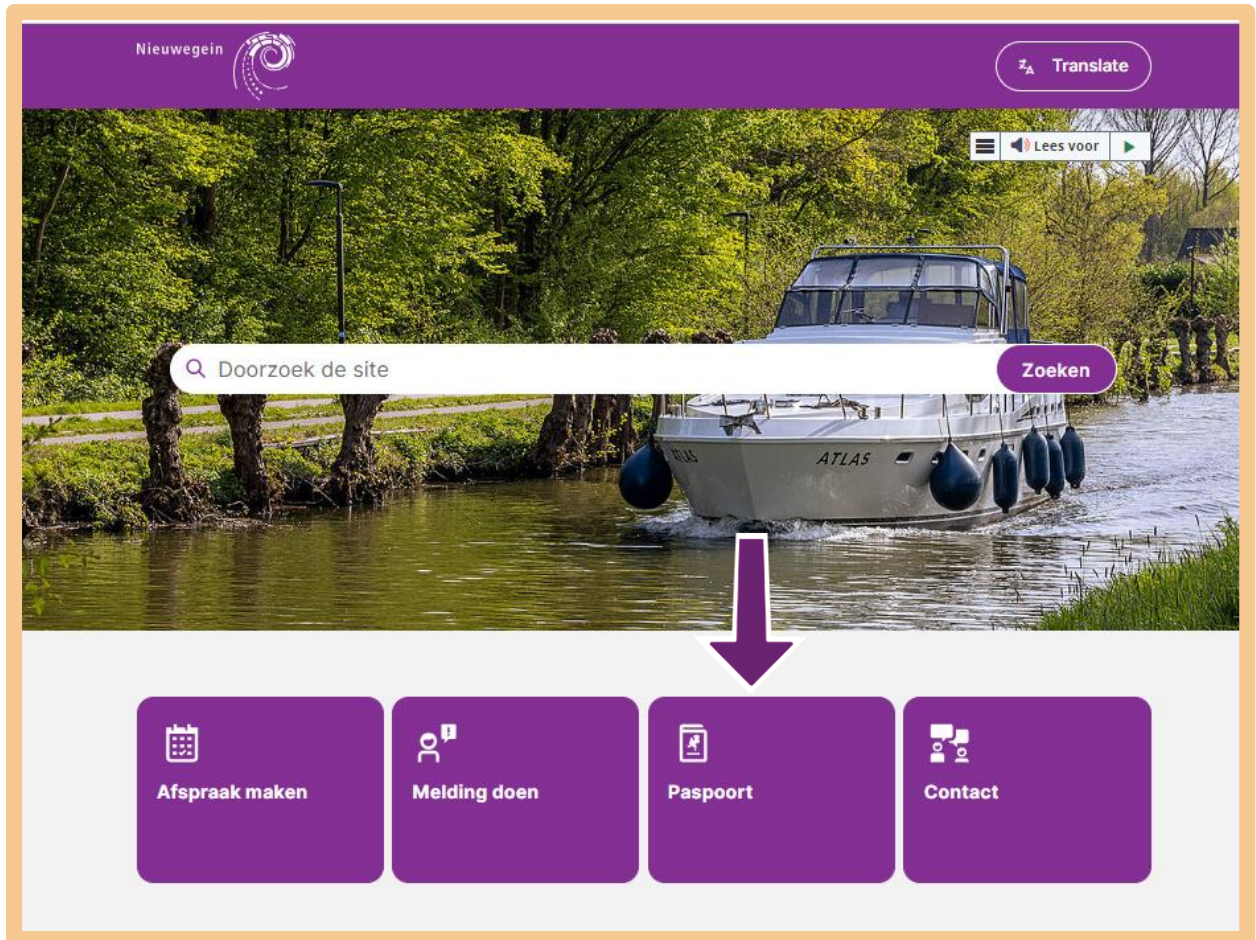 Nieuwegein
Translate
Lees voor
Doorzoek de site
Zoeken
ATLAS
ATLAS
Afspraak maken
Melding doen
Paspoort
Contact